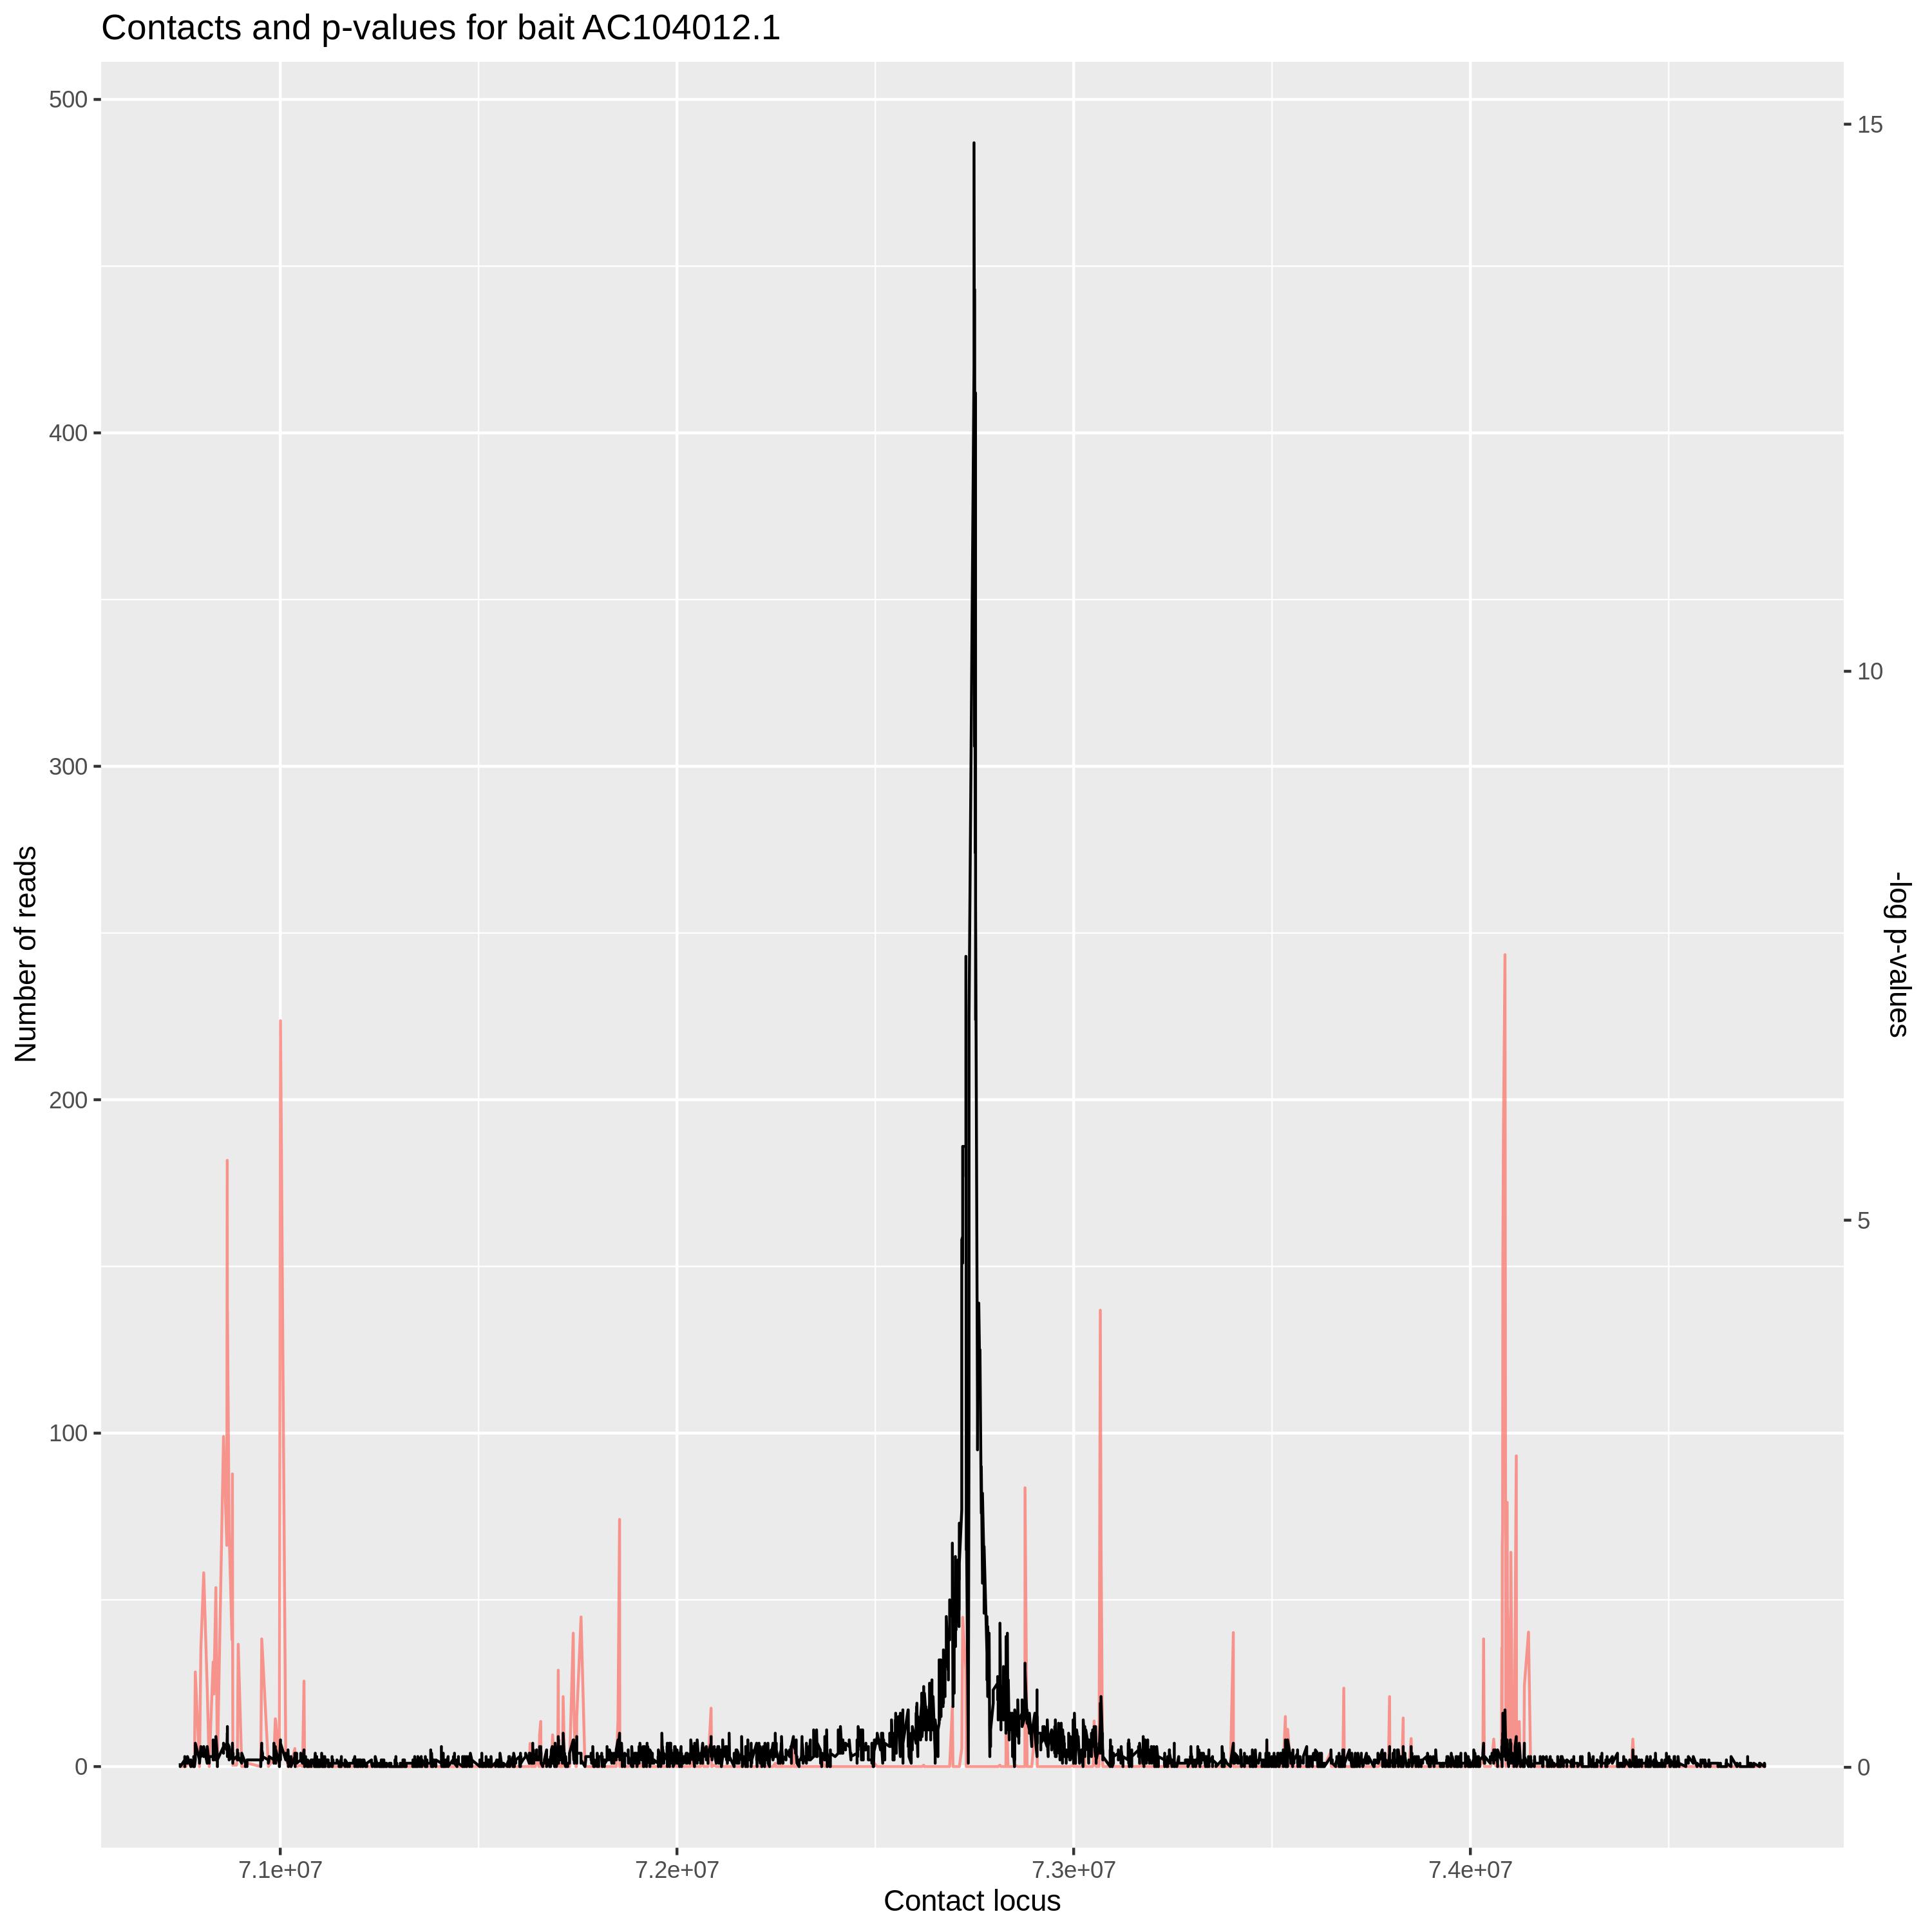 Contacts and p-values for bait AC104012.1
500
400
300
200
100
0
Number of reads
15
10
5
0
-log p-values
7.1e+07
7.2e+07
7.3e+07
7.4e+07
Contact locus